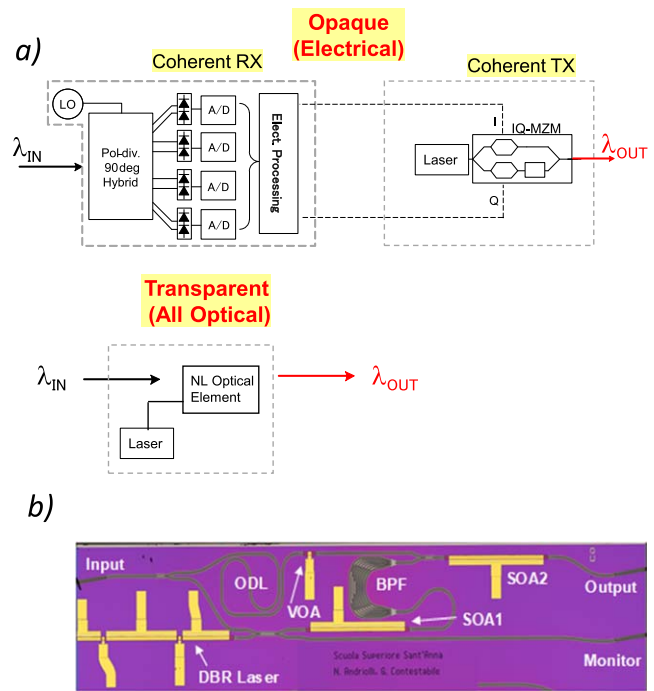 a)
Opaque
(Electrical)
Coherent RX
Coherent TX
LO
A/D
A/D
A/D
A/D
Pol-div.
90deg
Hybrid
Elect. Processing
λIN
I
IQ-MZM
Laser
Q
λOUT
Transparent
(All Optical)
λIN
NL Optical
Element
Laser
λOUT
b)
Input
ODL
VOA
BPF
SOA2
Output
SOA1
DBR Laser
Scuola Superiore Sant'Anna
N. Andriolli G. Contestabile
Monitor